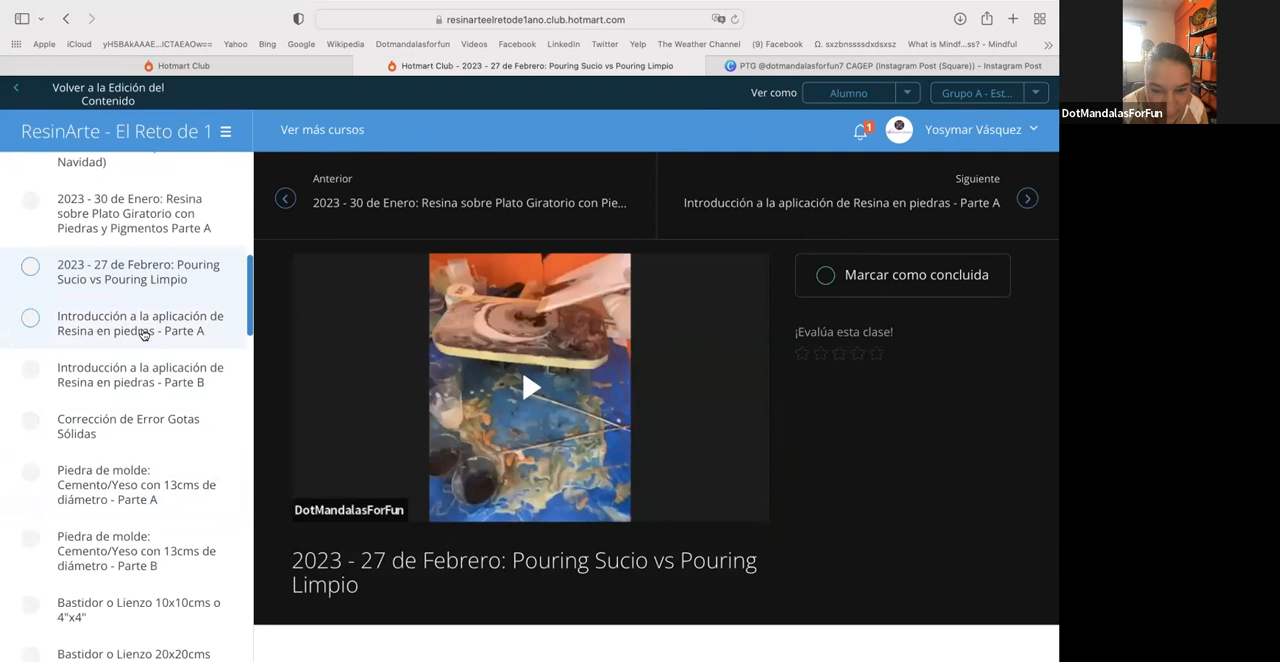 resinarteelretode1ano.club.hotmart.com
Apple iCloud yH5BAkAAAE...ICTAEAOw== Yahoo Bing Google Wikipedia Dotmandalasforfun Videos Facebook LinkedIn Twitter Yelp The Weather Channel (9) Facebook Ω. sxzbnssssdxdsxsz What is Mindf...ss? - Mindful
Hotmart Club
Hotmart Club - 2023 - 27 de Febrero: Pouring Sucio vs Pouring Limpio
PTG @dotmandalasforfun7 CAGEP (Instagram Post (Square)) - Instagram Post
Volver a la Edición del
Contenido
Ver como
Alumno
Grupo A - Est...
ResinArte - El Reto de 1
Ver más cursos
1
Yosymar Vásquez
Navidad)
2023 - 30 de Enero: Resina
sobre Plato Giratorio con
Piedras y Pigmentos Parte A
2023 - 27 de Febrero: Pouring
Sucio vs Pouring Limpio
Introducción a la aplicación de
Resina en piedras - Parte A
Introducción a la aplicación de
Resina en piedras - Parte B
Corrección de Error Gotas
Sólidas
Piedra de molde:
Cemento/Yeso con 13cms de
diámetro - Parte A
Piedra de molde:
Cemento/Yeso con 13cms de
diámetro - Parte B
Bastidor o Lienzo 10x10cms o
4"x4"
Bastidor o Lienzo 20x20cms
Anterior
2023 - 30 de Enero: Resina sobre Plato Giratorio con Pie...
Siguiente
Introducción a la aplicación de Resina en piedras - Parte A
DotMandalasForFun
Marcar como concluida
¡Evalúa esta clase!
2023 - 27 de Febrero: Pouring Sucio vs Pouring
Limpio
DotMandalasForFun